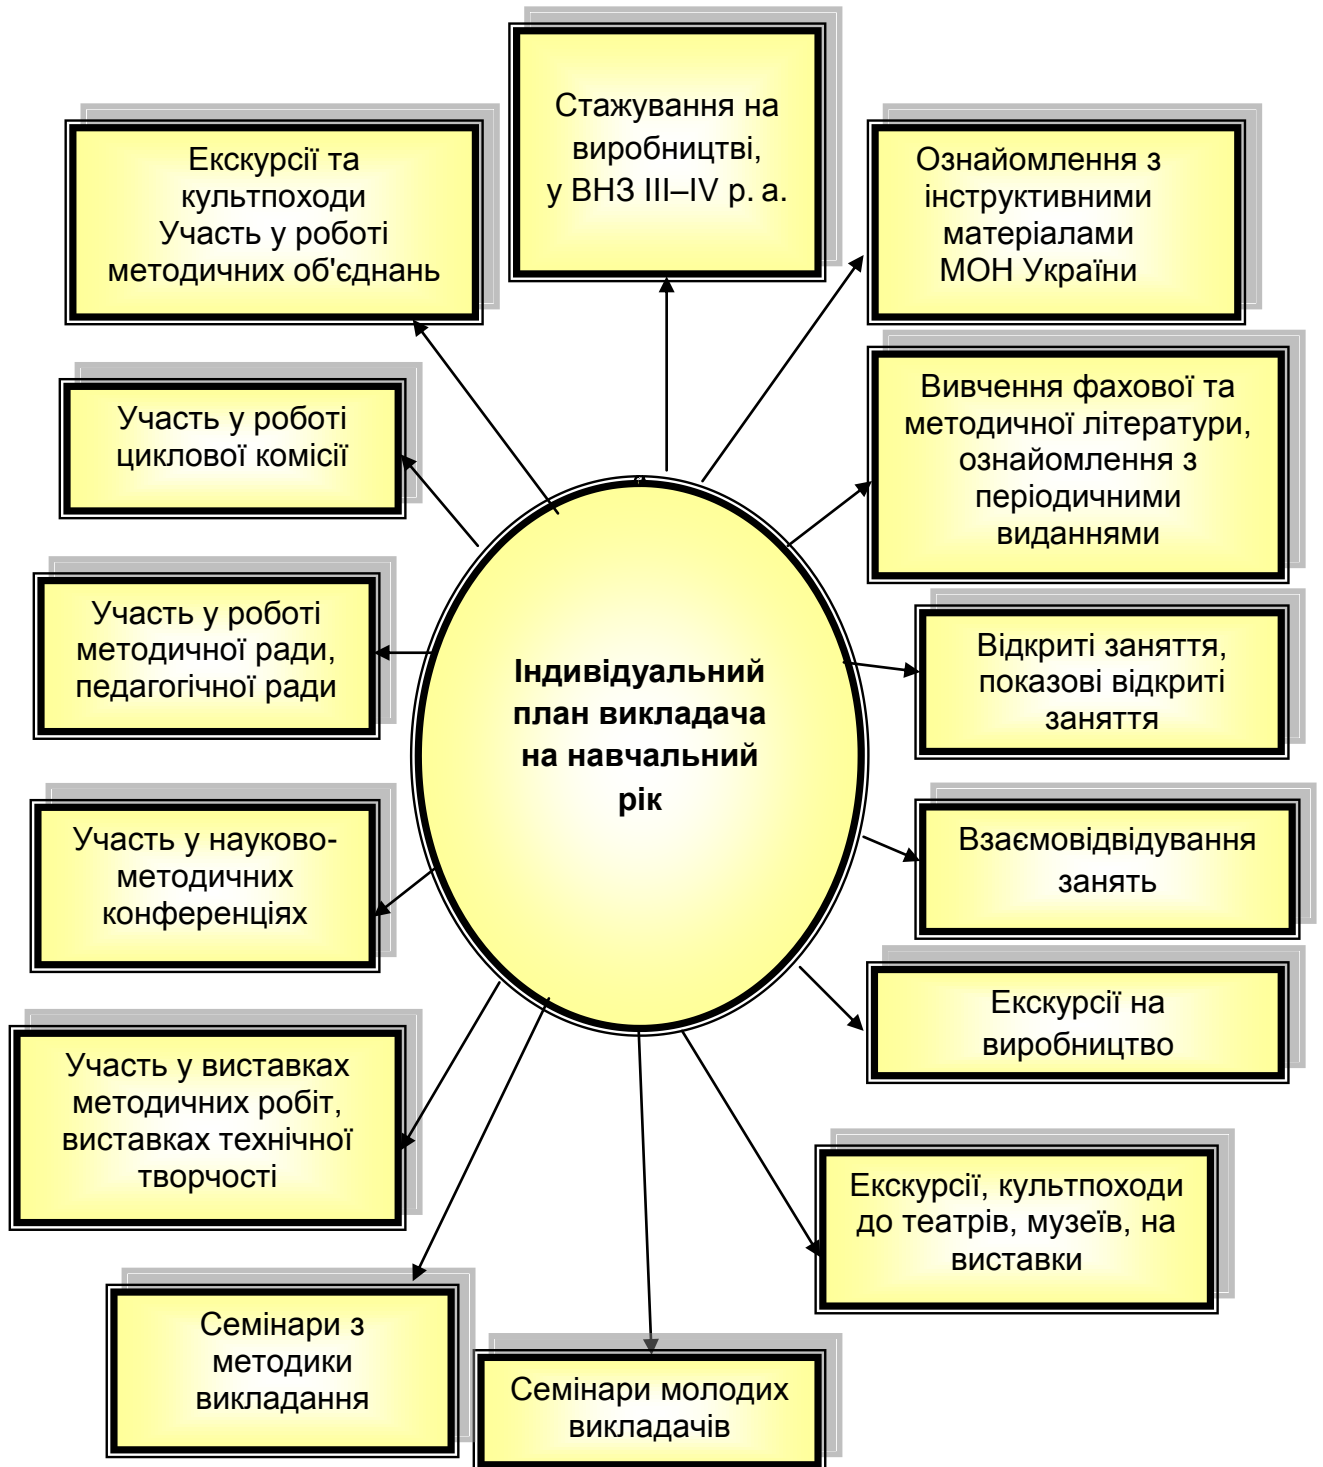 Стажування на
виробництві,
у ВНЗ III–IV р. а.
Екскурсії та
культпоходи
Участь у роботі
методичних об'єднань
Ознайомлення з
інструктивними
матеріалами
МОН України
Участь у роботі
циклової комісії
Вивчення фахової та
методичної літератури,
ознайомлення з
періодичними
виданнями
Участь у роботі
методичної ради,
педагогічної ради
Індивідуальний
план викладача
на навчальний
рік
Відкриті заняття,
показові відкриті
заняття
Участь у науково-
методичних
конференціях
Взаємовідвідування
занять
Екскурсії на
виробництво
Участь у виставках
методичних робіт,
виставках технічної
творчості
Екскурсії, культпоходи
до театрів, музеїв, на
виставки
Семінари з
методики
викладання
Семінари молодих
викладачів